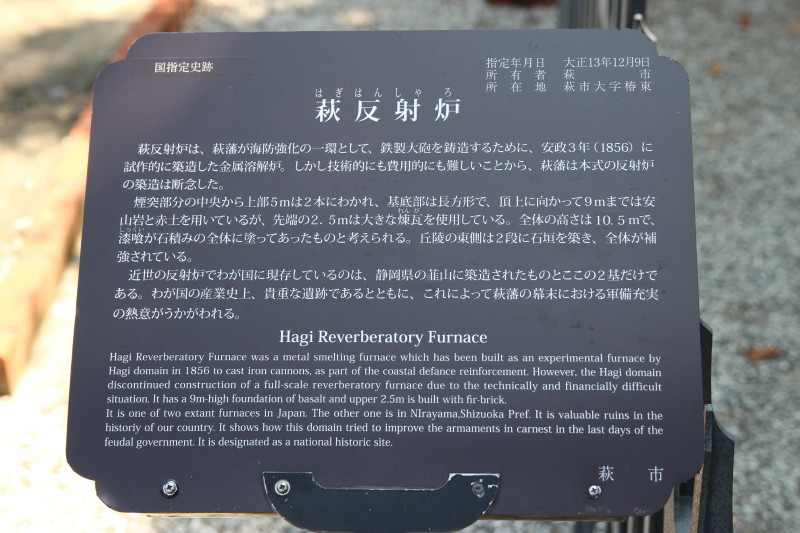 国指定史跡
指定年月日 大正13年12月9日
所有者 萩市
所在地 萩市大字椿東
はぎはんしゃろ
萩反射炉
萩反射炉は、萩藩が海防強化の一環として、鉄製大砲を鋳造するために、安政3年(1856)に
試作的に築造した金属溶解炉。しかし技術的にも費用的にも難しいことから、萩藩は本式の反射炉
の築造は断念した。
煙突部分の中央から上部5mは2本にわかれ、基底部は長方形で、頂上に向かって9mまでは安
れんが
山岩と赤土を用いているが、先端の2.5mは大きな煉瓦を使用している。全体の高さは10.5mで、
しっくい
漆喰が石積みの全体に塗ってあったものと考えられる。丘陵の東側は2段に石垣を築き、全体が補
強されている。
近世の反射炉でわが国に現存しているのは、静岡県の韮山に築造されたものとここの2基だけで
ある。わが国の産業史上、貴重な遺跡であるとともに、これによって萩藩の幕末における軍備充実
の熱意がうかがわれる。
Hagi Reverberatory Furnace
Hagi Reverberatory Furnace was a metal smelting furnace which has been built as an experimental furnace by
Hagi domain in 1856 to cast iron cannons, as part of the coastal defance reinforcement. However, the Hagi domain
discontinued construction of a full-scale reverberatory furnace due to the technically and financially difficult
situation. It has a 9m-high foundation of basalt and upper 2.5m is built with fir-brick.
It is one of two extant furnaces in Japan. The other one is in NIrayama,Shizuoka Pref. It is valuable ruins in the
historiy of our country. It shows how this domain tried to improve the armaments in carnest in the last days of the
feudal government. It is designated as a national historic site.
萩市